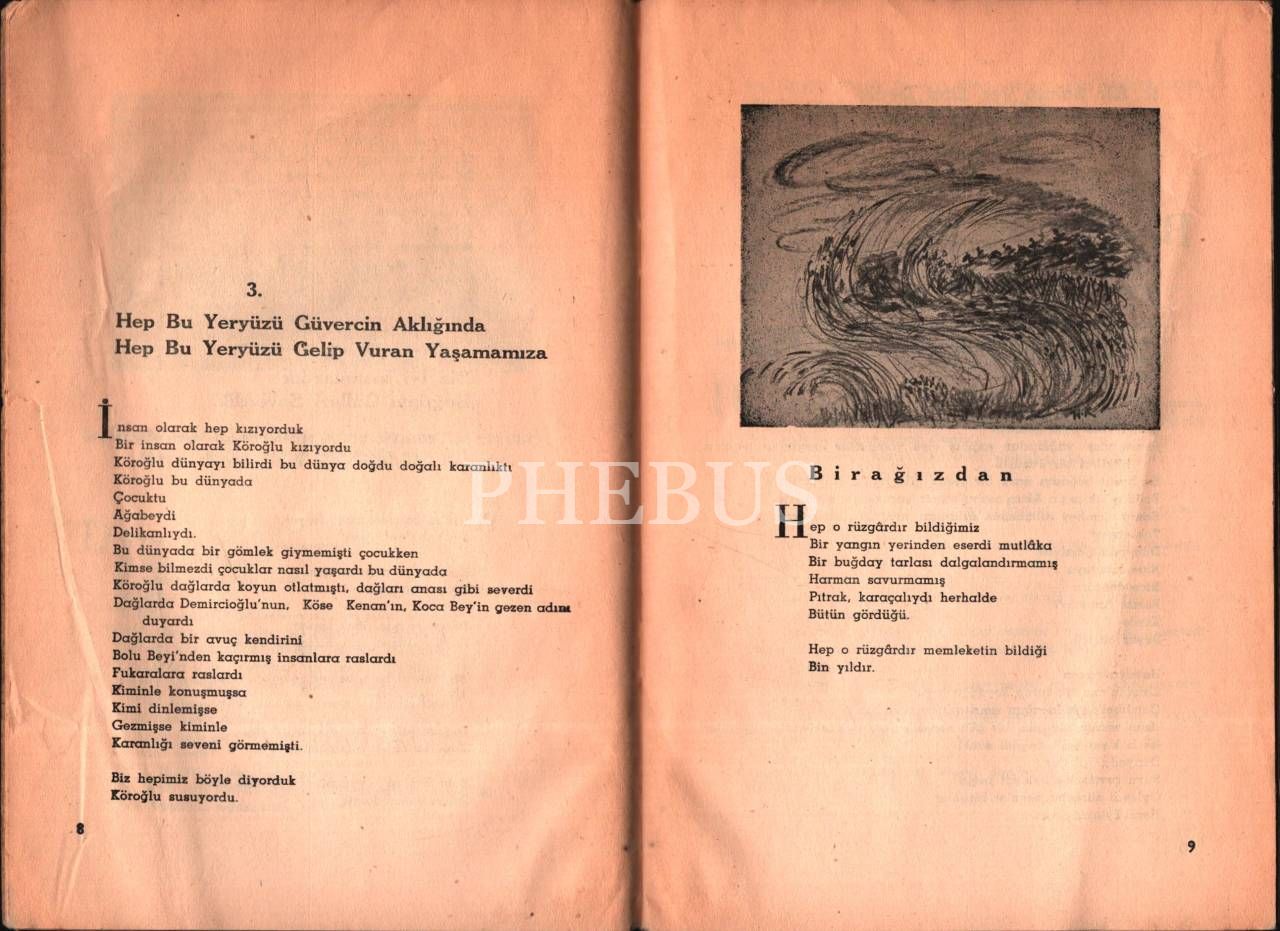 3.
Hep Bu Yeryüzü Güvercin Aklığında
Hep Bu Yeryüzü Gelip Vuran Yaşamamıza
İnsan olarak hep kızıyorduk
Bir insan olarak Köroğlu kızıyordu
Köroğlu dünyayı bilirdi bu dünya doğdu doğalı karanlıktı
Köroğlu bu dünyada
Çocuktu
Ağabeydi
Delikanlıydı.
Bu dünyada bir gömlek giymemişti çocukken
Kimse bilmezdi çocuklar nasıl yaşardı bu dünyada
Köroğlu dağlarda koyun otlatmıştı, dağları anası gibi severdi
Dağlarda Demircioğlu'nun, Köse Kenan'ın, Koca Bey'in gezen adını
duyardı
Dağlarda bir avuç kendirini
Bolu Beyi'nden kaçırmış insanlara raslardı
Fukaralara raslardı
Kiminle konuşmuşsa
Kimi dinlemişse
Gezmişse kiminle
Karanlığı seveni görmemişti.
Biz hepimiz böyle diyorduk
Köroğlu susuyordu.
8
H.K
Birağızdan
Hep o rüzgârdır bildiğimiz
Bir yangın yerinden eserdi mutlâka
Bir buğday tarlası dalgalandırmamış
Harman savurmamış
Pıtrak, karaçalıydı herhalde
Bütün gördüğü.
Hep o rüzgârdır memleketin bildiği
Bin yıldır.
9
PHEBUS